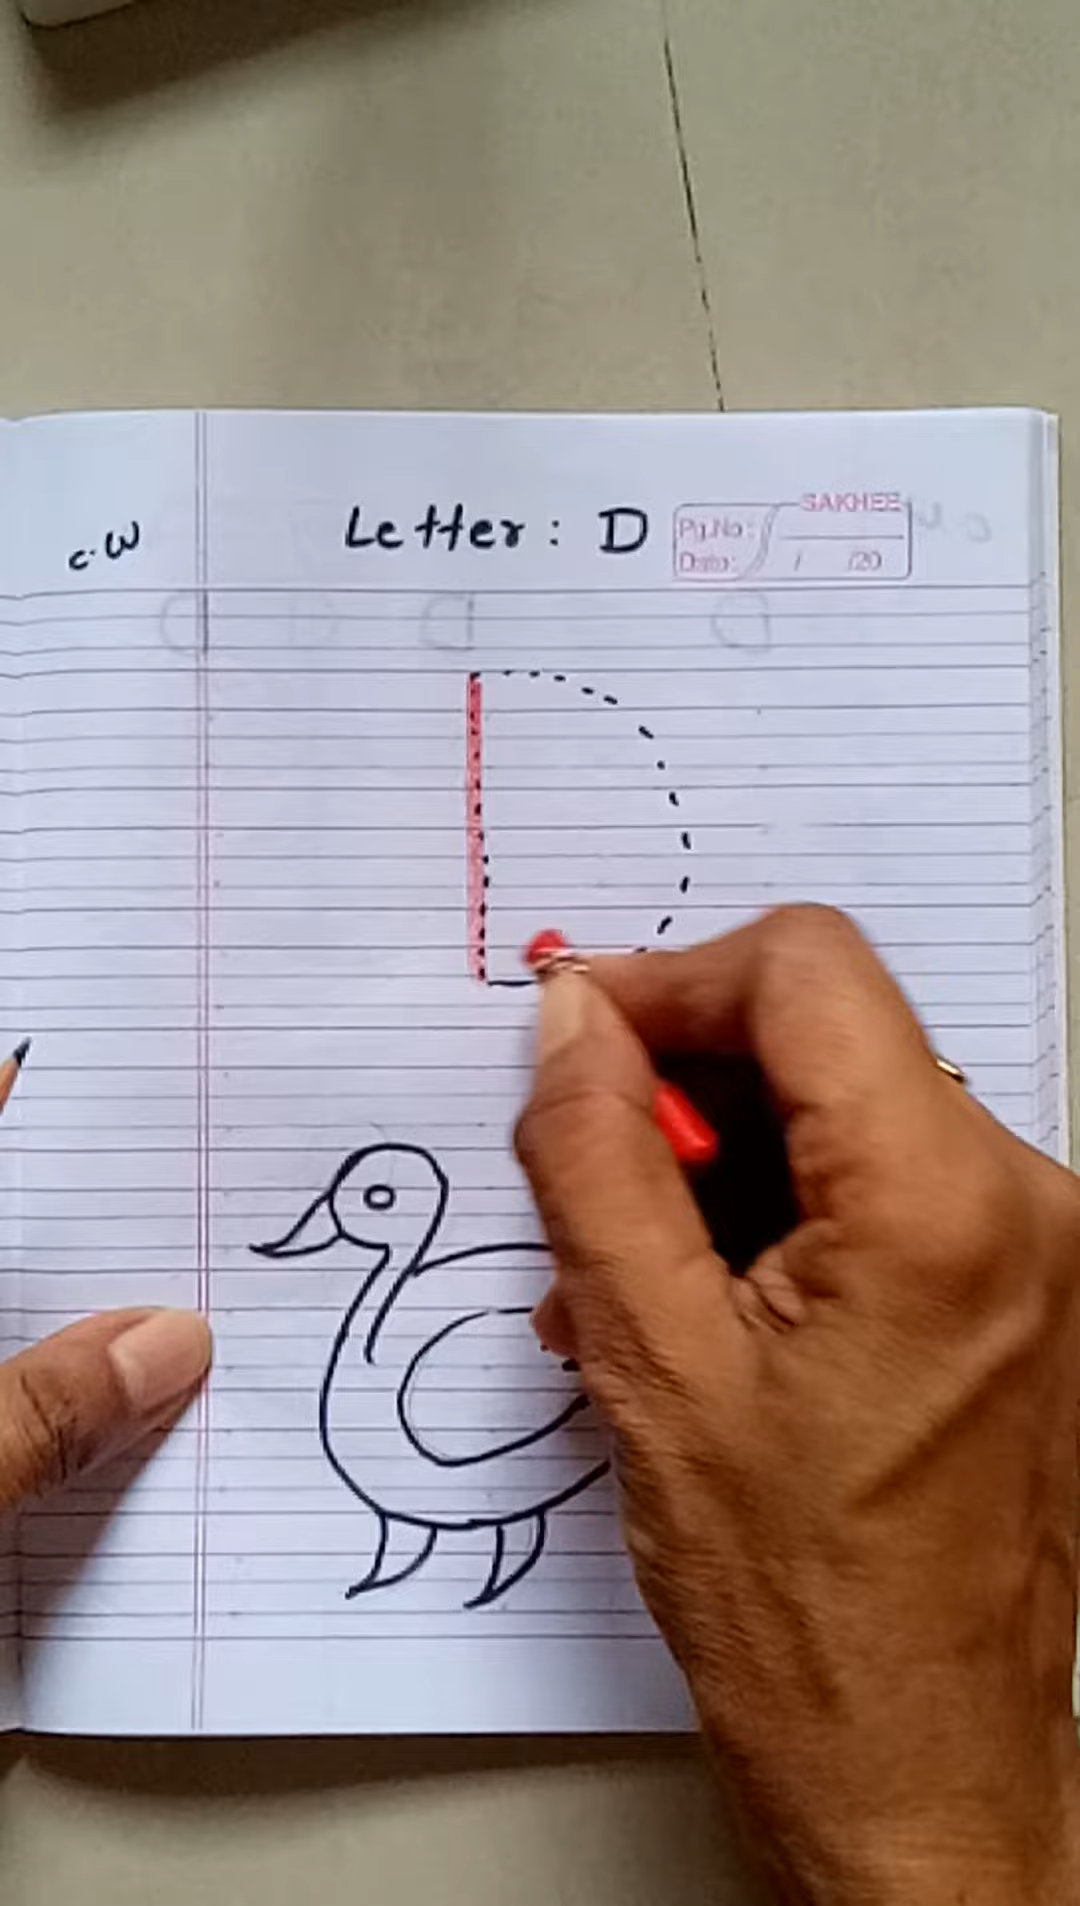 c.w
Letter : D
SAKHEE
Pg.No:
Date: / /20
D